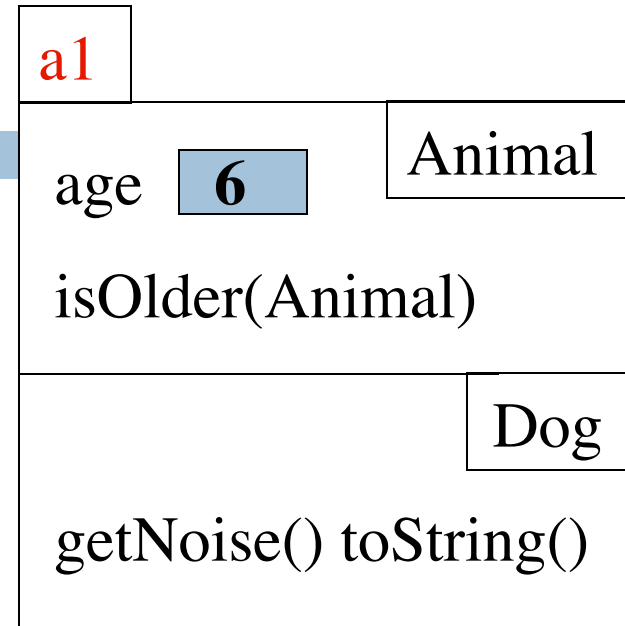 a1
Animal
age 6
isOlder(Animal)
Dog
getNoise() toString()